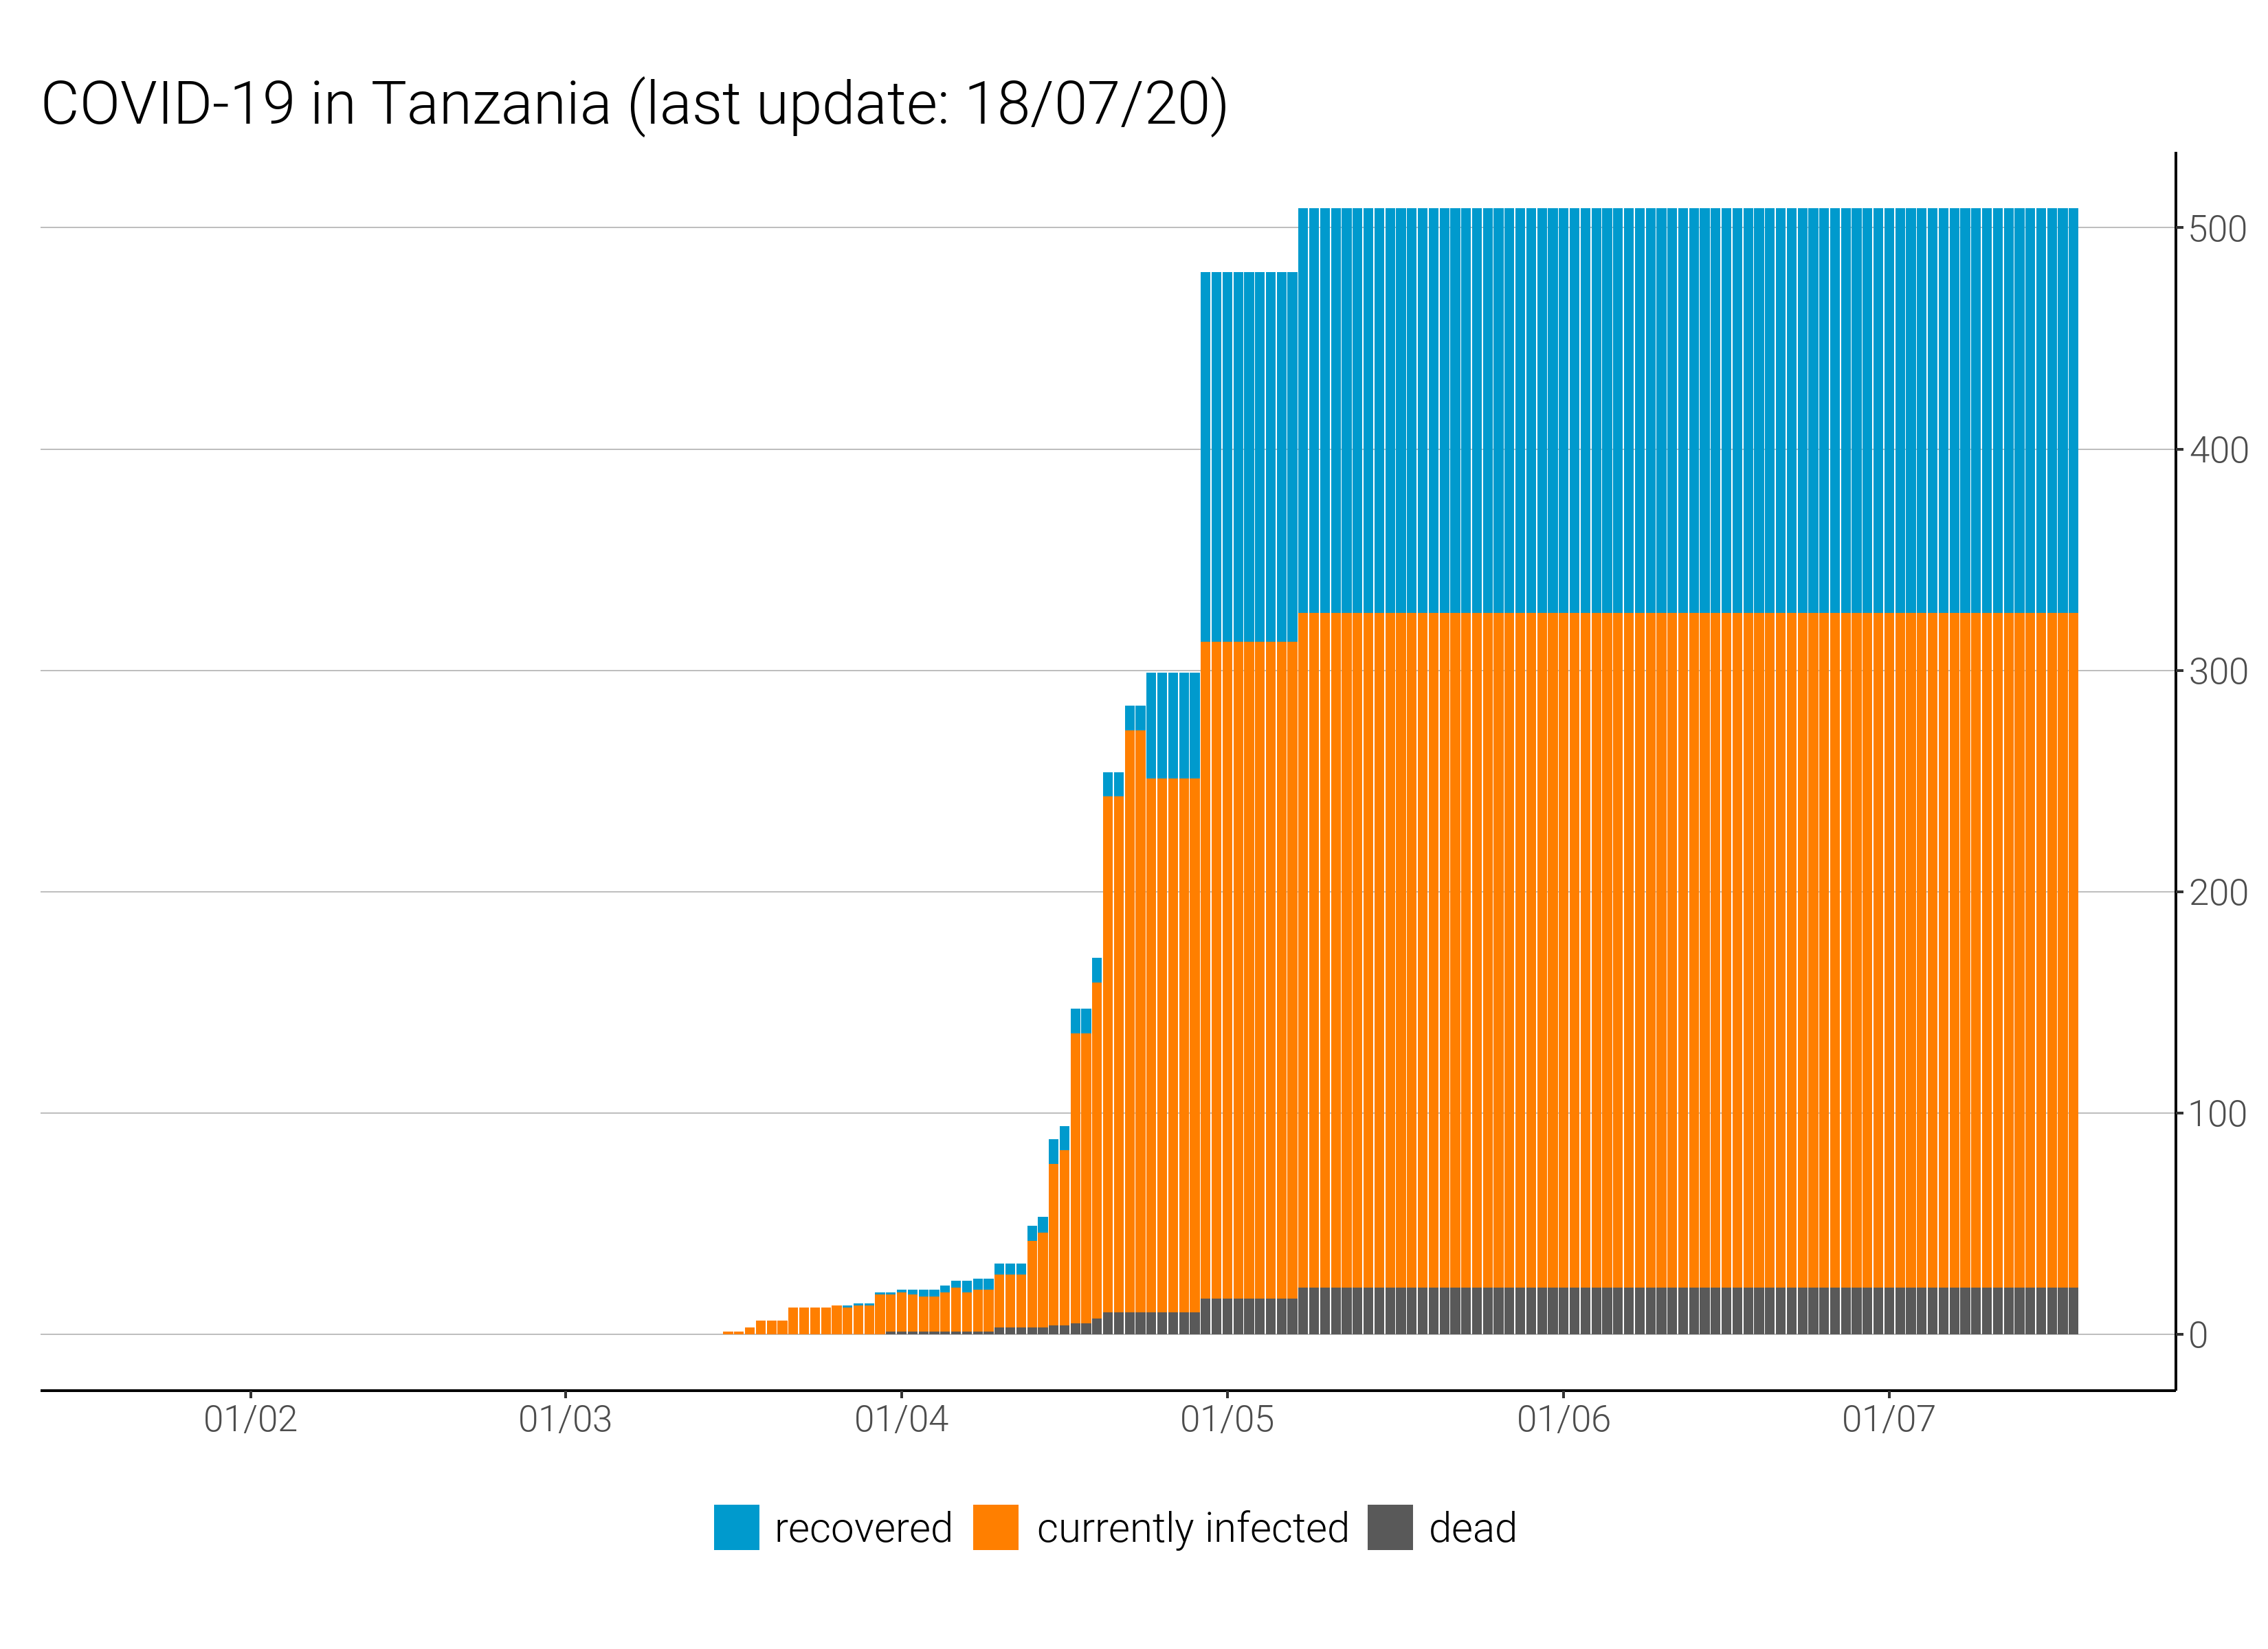 COVID-19 in Tanzania (last update: 18/07/20)
500
400
300
200
100
0
01/02 01/03 01/04 01/05 01/06 01/07
recovered currently infected dead